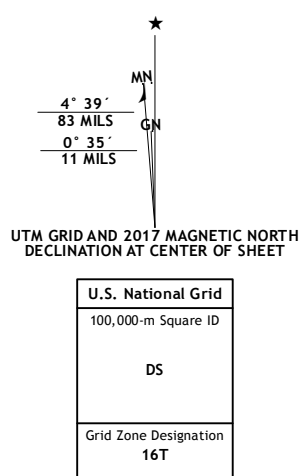 ★
MN
4° 39´
83 MILS
GN
0° 35´
11 MILS
UTM GRID AND 2017 MAGNETIC NORTH
DECLINATION AT CENTER OF SHEET
U.S. National Grid
100,000-m Square ID
DS
Grid Zone Designation
16T